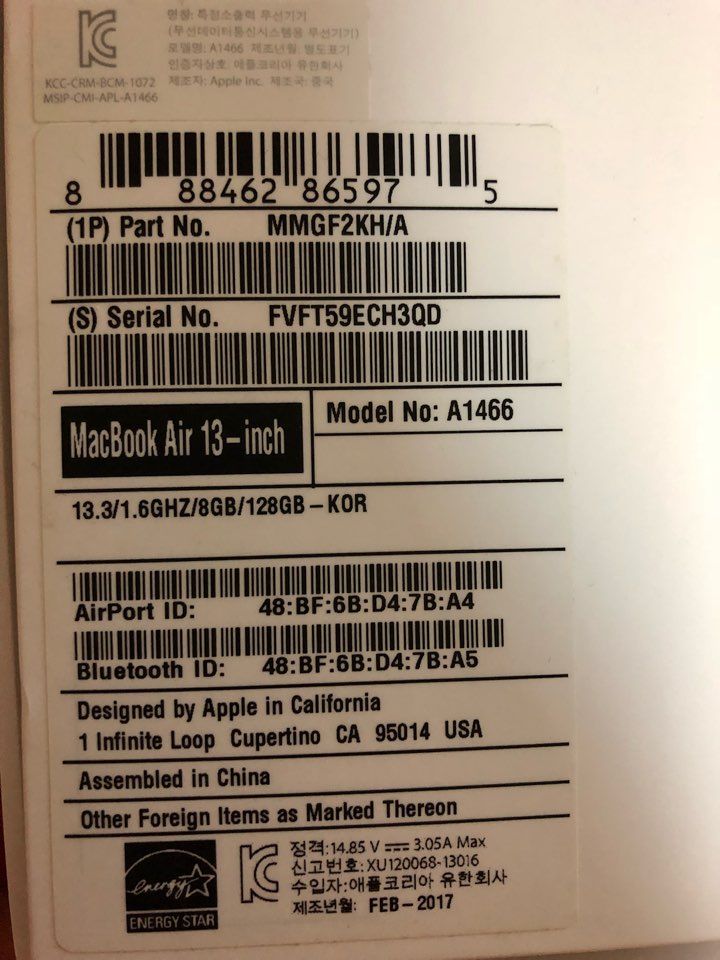 명칭: 특정소출력 무선기기
(무선데이터통신시스템용 무선기기)
모델명: A1466 제조년월: 별도표기
인증자상호: 애플코리아 유한회사
제조자: Apple Inc. 제조국: 중국
KCC-CRM-BCM-1072
MSIP-CMI-APL-A1466
8 88462 86597 5
(1P) Part No. MMGF2KH/A
(S) Serial No. FVFT59ECH3QD
MacBook Air 13-inch
Model No: A1466
13.3/1.6GHZ/8GB/128GB-KOR
AirPort ID: 48:BF:6B:D4:7B:A4
Bluetooth ID: 48:BF:6B:D4:7B:A5
Designed by Apple in California
1 Infinite Loop Cupertino CA 95014 USA
Assembled in China
Other Foreign Items as Marked Thereon
energy
ENERGY STAR
정격:14.85 V ⎓ 3.05A Max
신고번호: XU120068-13016
수입자:애플코리아 유한회사
제조년월: FEB-2017